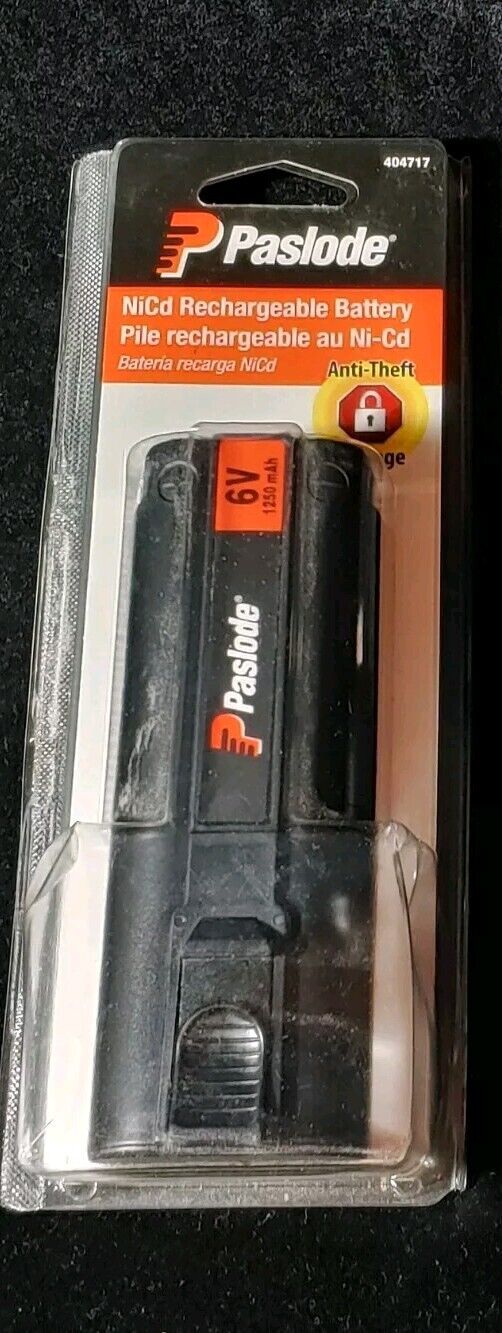 404717
Paslode®
NiCd Rechargeable Battery
Pile rechargeable au Ni-Cd
Batería recarga NiCd
Anti-Theft
6V
1250 mAh
Paslode®